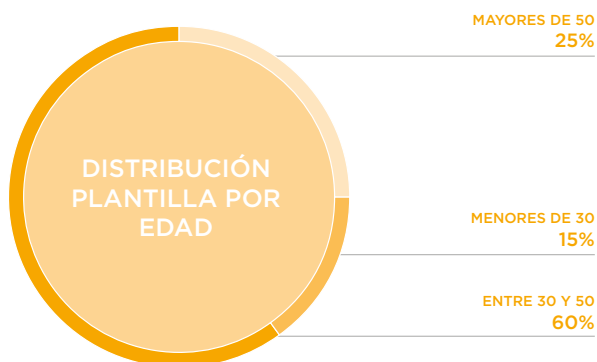 MAYORES DE 50
25%
DISTRIBUCIÓN
PLANTILLA POR
EDAD
MENORES DE 30
15%
ENTRE 30 Y 50
60%